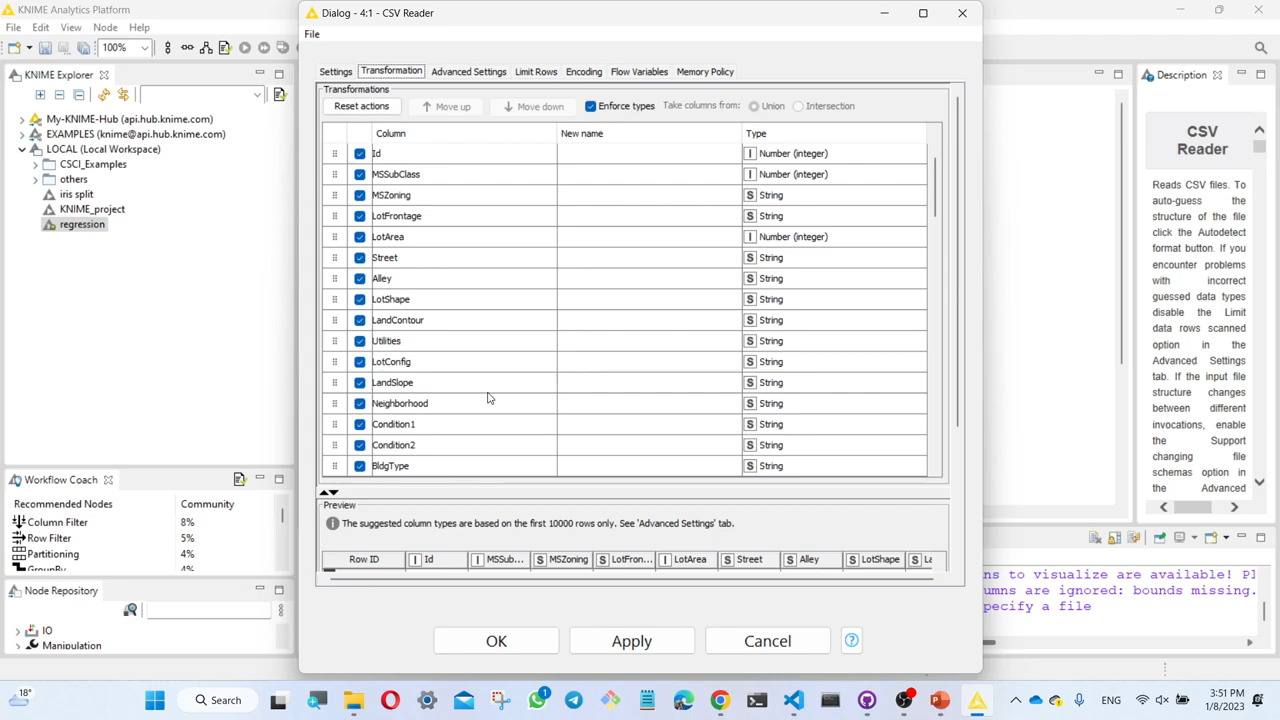 KNIME Analytics Platform
File Edit View Node Help
100%
KNIME Explorer
My-KNIME-Hub (api.hub.knime.com)
EXAMPLES (knime@api.hub.knime.com)
LOCAL (Local Workspace)
CSCI_Examples
others
iris split
KNIME_project
regression
Workflow Coach
Recommended Nodes Community
Column Filter 8%
Row Filter 5%
Partitioning 4%
GroupBy 4%
Node Repository
IO
Manipulation
Dialog - 4:1 - CSV Reader
File
Settings Transformation Advanced Settings Limit Rows Encoding Flow Variables Memory Policy
Transformations
Reset actions Move up Move down Enforce types Take columns from: Union Intersection
Column New name Type
Id I Number (integer)
MSSubClass I Number (integer)
MSZoning S String
LotFrontage S String
LotArea I Number (integer)
Street S String
Alley S String
LotShape S String
LandContour S String
Utilities S String
LotConfig S String
LandSlope S String
Neighborhood S String
Condition1 S String
Condition2 S String
BldgType S String
Preview
The suggested column types are based on the first 10000 rows only. See 'Advanced Settings' tab.
Row ID I Id I MSSub... S MSZoning S LotFron... I LotArea S Street S Alley S LotShape S La
OK Apply Cancel ?
Description
CSV
Reader
Reads CSV files. To
auto-guess the
structure of the file
click the Autodetect
format button. If you
encounter problems
with incorrect
guessed data types
disable the Limit
data rows scanned
option in the
Advanced Settings
tab. If the input file
structure changes
between different
invocations, enable
the Support
changing file
schemas option in
the Advanced
ns to visualize are available! Pl
umns are ignored: bounds missing.
pecify a file
18°
Search
1
ENG
3:51 PM
1/8/2023